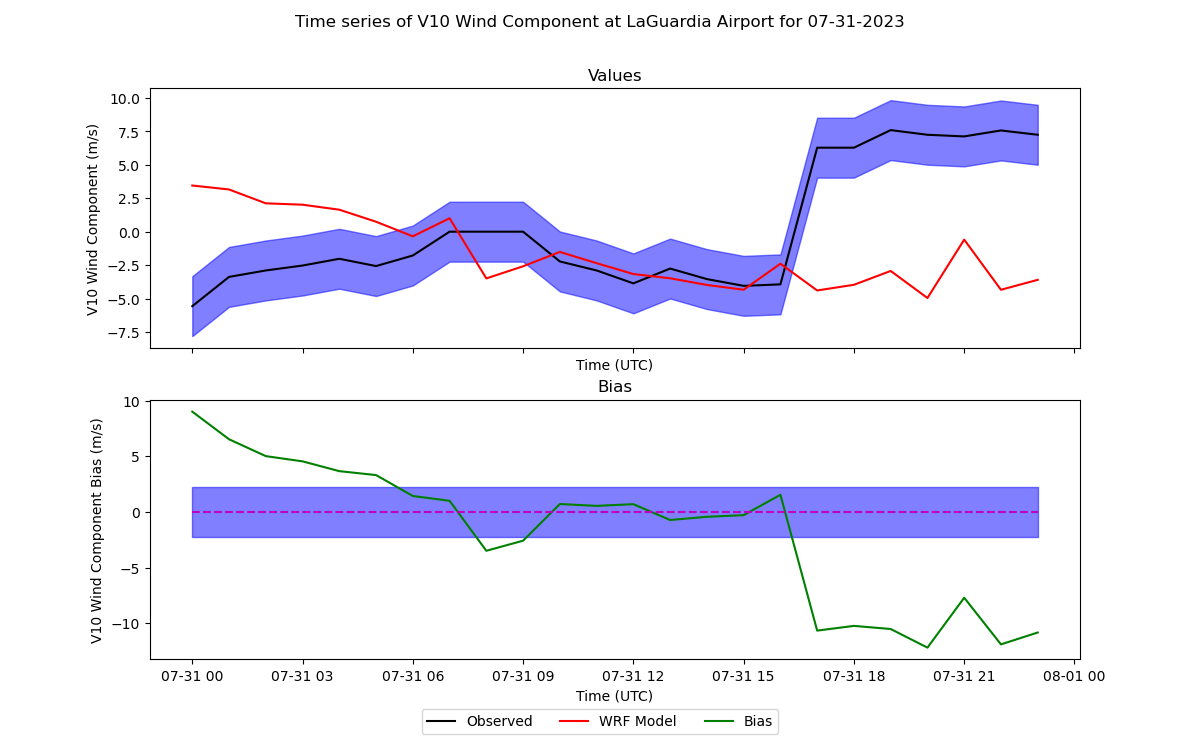 Time series of V10 Wind Component at LaGuardia Airport for 07-31-2023
Values
V10 Wind Component (m/s)
10.0
7.5
5.0
2.5
0.0
−2.5
−5.0
−7.5
Time (UTC)
Bias
V10 Wind Component Bias (m/s)
10
5
0
−5
−10
07-31 00 07-31 03 07-31 06 07-31 09 07-31 12 07-31 15 07-31 18 07-31 21 08-01 00
Time (UTC)
Observed WRF Model Bias